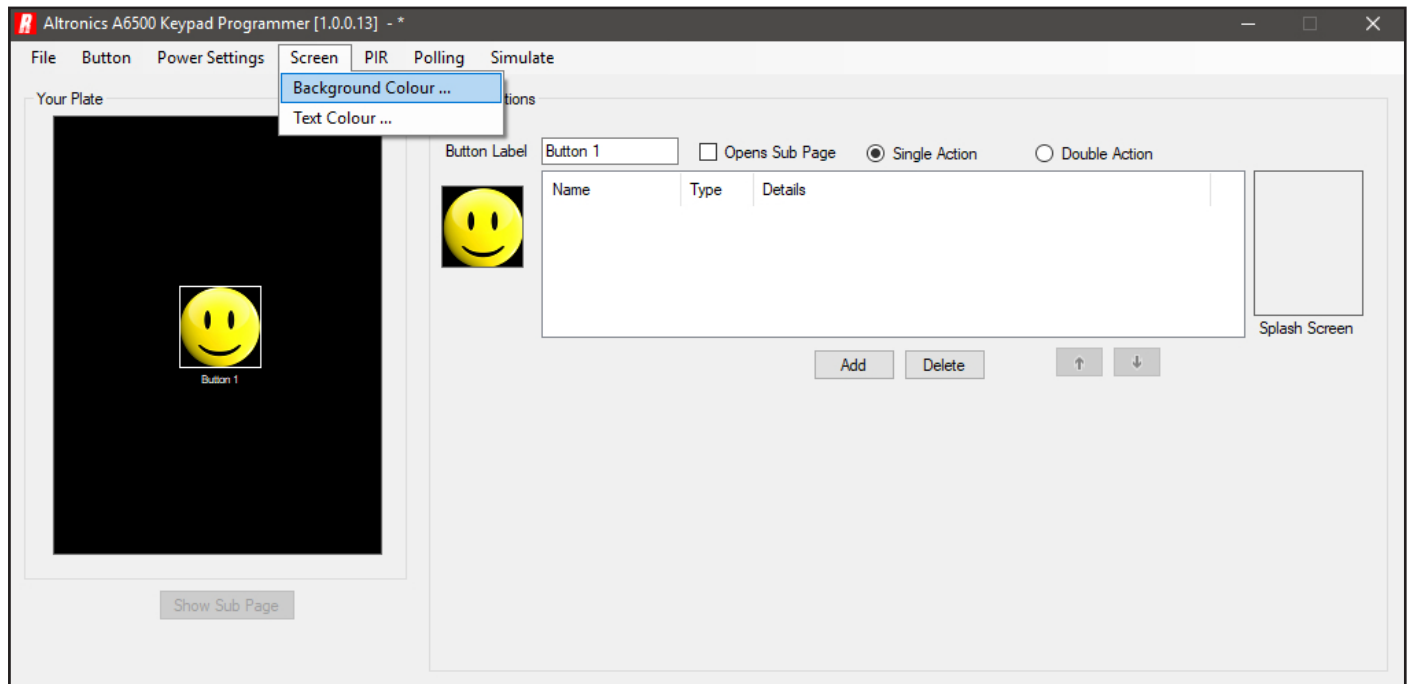 R Altronics A6500 Keypad Programmer [1.0.0.13] - *
File Button Power Settings Screen PIR Polling Simulate
Background Colour ...
Text Colour ...
Your Plate
tions
Button Label Button 1 Opens Sub Page Single Action Double Action
Name Type Details
Splash Screen
Add Delete
Button 1
Show Sub Page